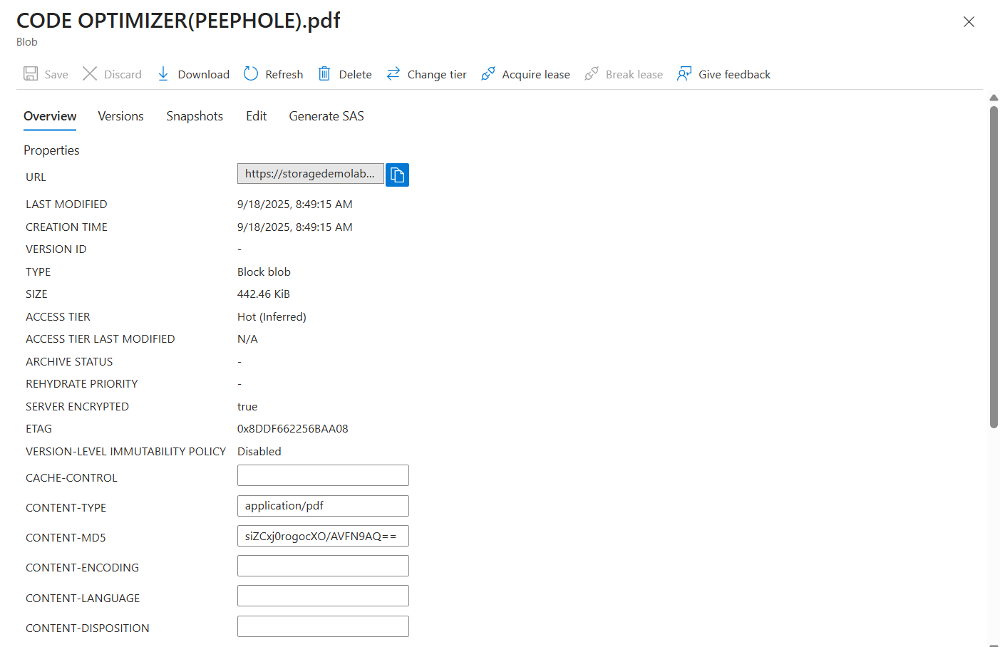 CODE OPTIMIZER(PEEPHOLE).pdf
Blob
Save Discard Download Refresh Delete Change tier Acquire lease Break lease Give feedback
Overview Versions Snapshots Edit Generate SAS
Properties
URL https://storagedemolab...
LAST MODIFIED 9/18/2025, 8:49:15 AM
CREATION TIME 9/18/2025, 8:49:15 AM
VERSION ID -
TYPE Block blob
SIZE 442.46 KiB
ACCESS TIER Hot (Inferred)
ACCESS TIER LAST MODIFIED N/A
ARCHIVE STATUS -
REHYDRATE PRIORITY -
SERVER ENCRYPTED true
ETAG 0x8DDF662256BAA08
VERSION-LEVEL IMMUTABILITY POLICY Disabled
CACHE-CONTROL
CONTENT-TYPE application/pdf
CONTENT-MD5 siZCxj0rogocXO/AVFN9AQ==
CONTENT-ENCODING
CONTENT-LANGUAGE
CONTENT-DISPOSITION